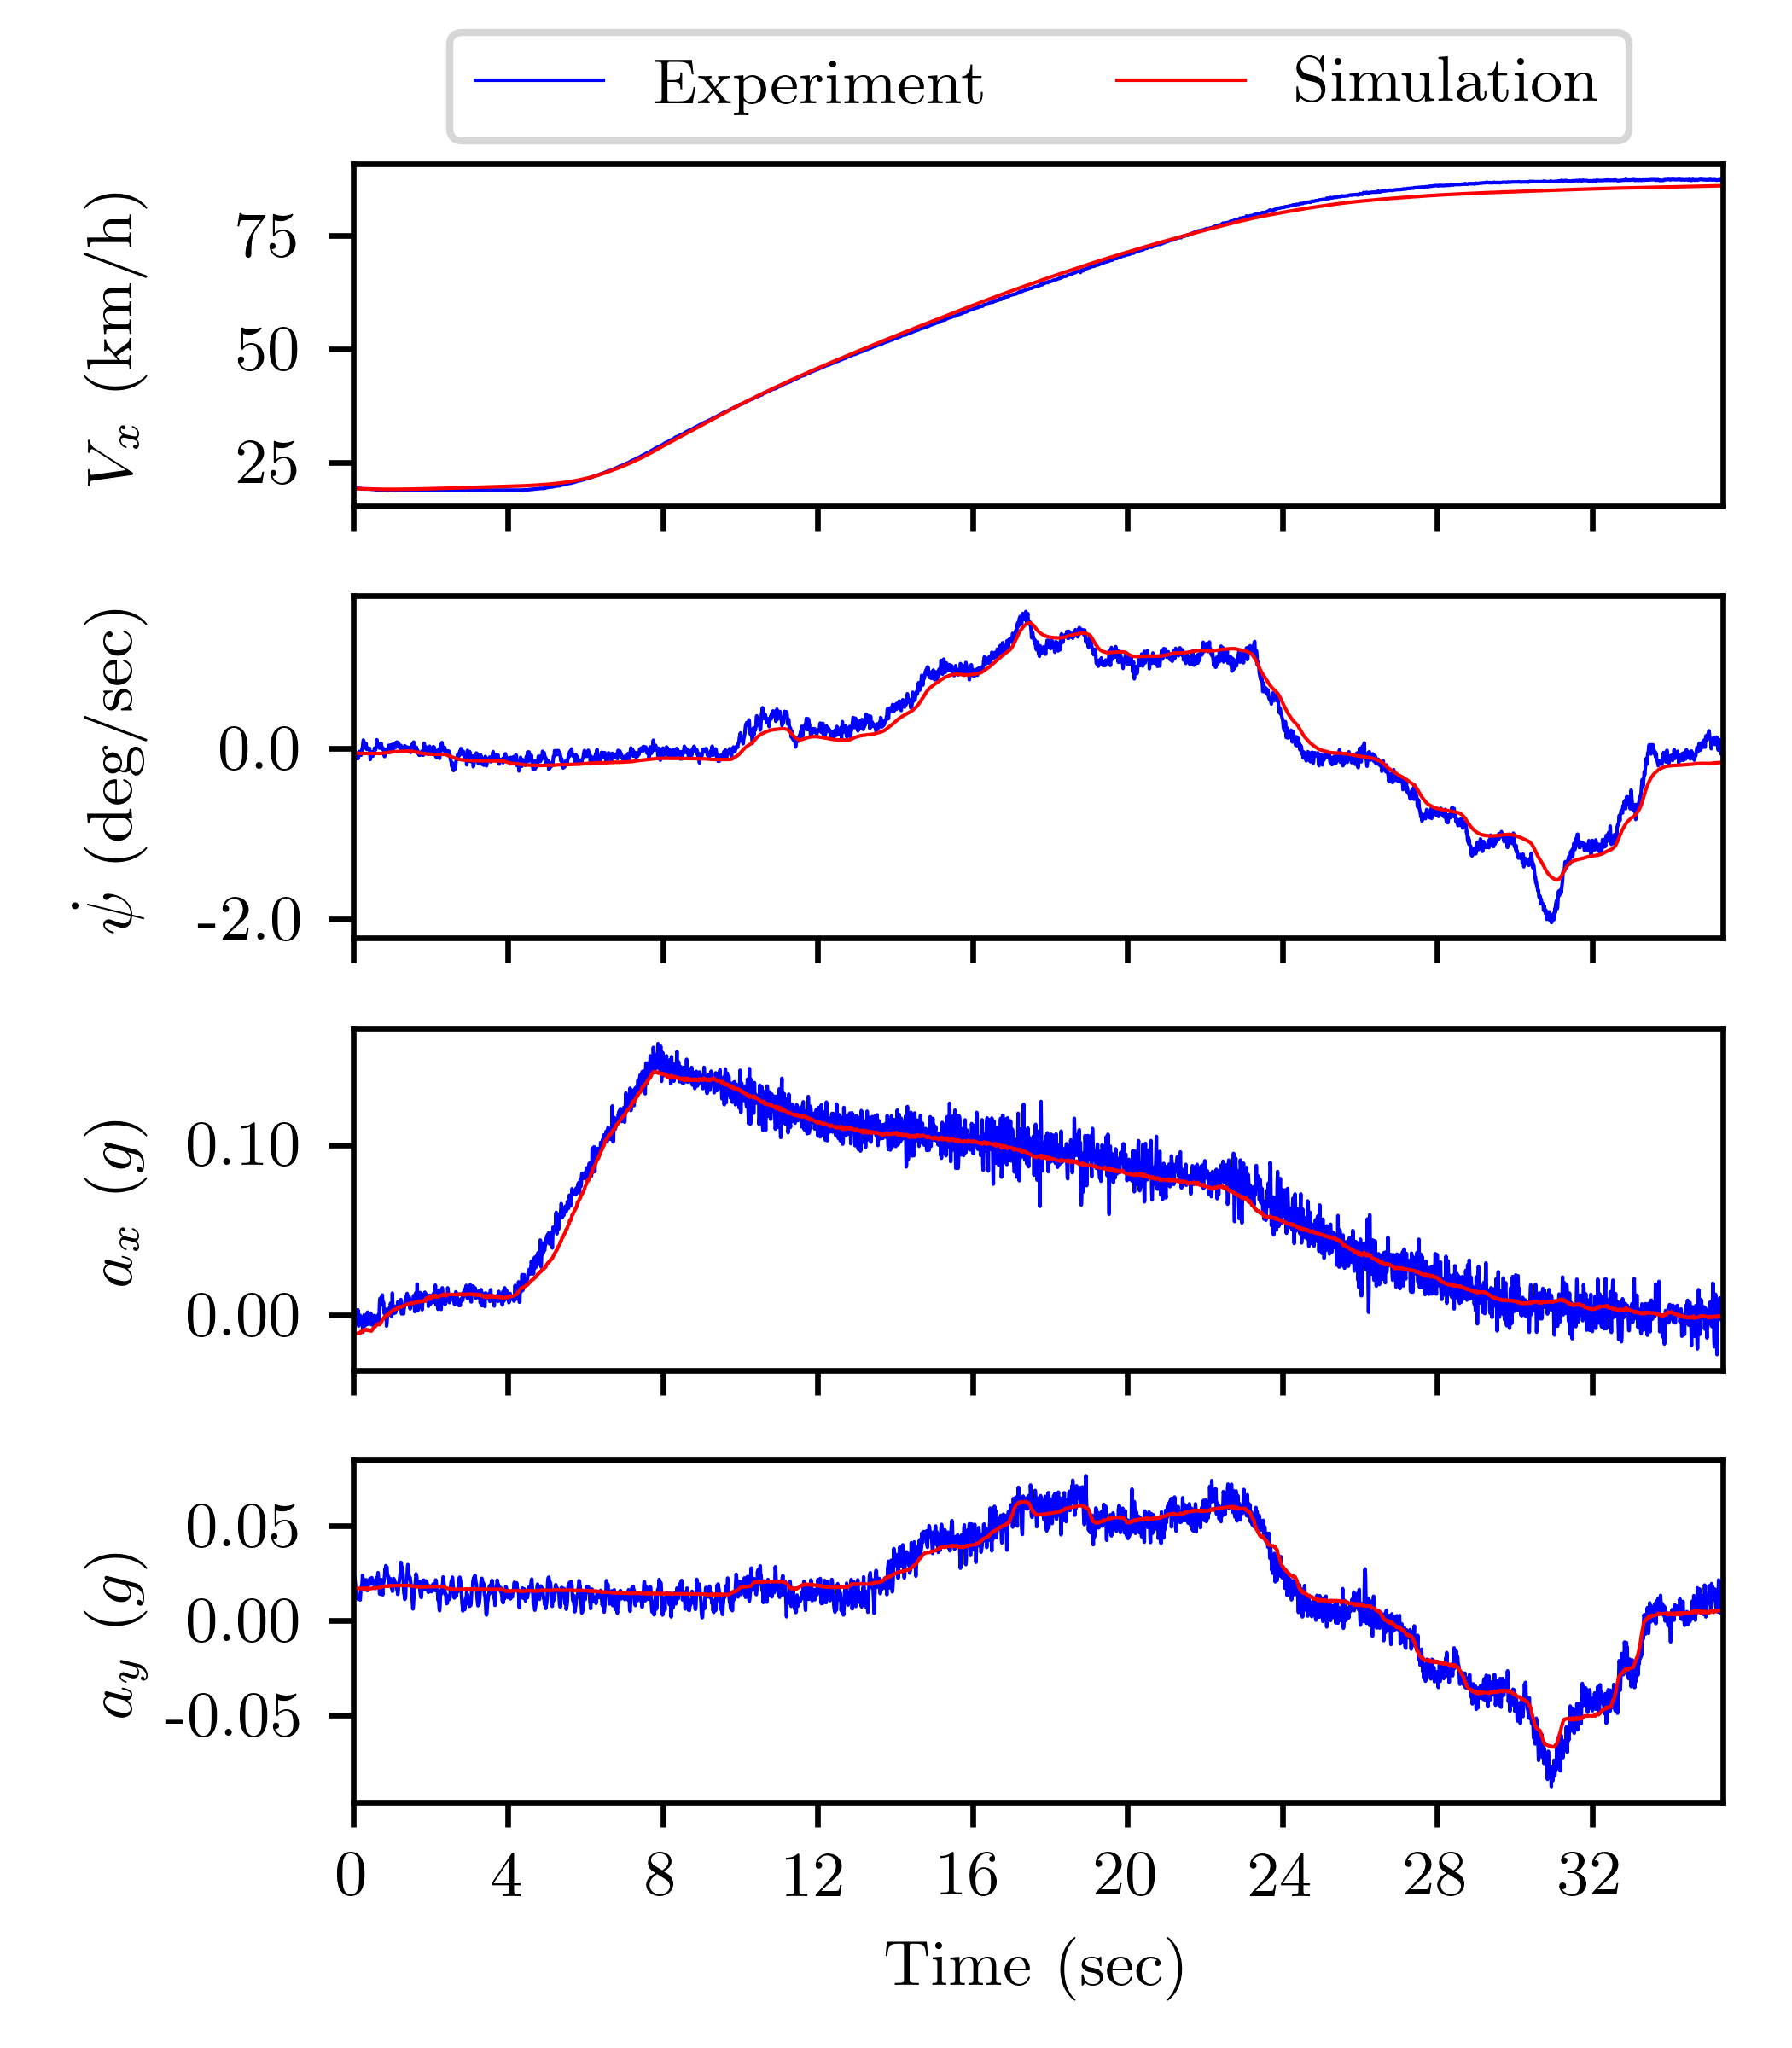 Experiment Simulation
V_x (km/h)
75
50
25
ψ̇ (deg/sec)
0.0
-2.0
a_x (g)
0.10
0.00
a_y (g)
0.05
0.00
-0.05
0 4 8 12 16 20 24 28 32
Time (sec)